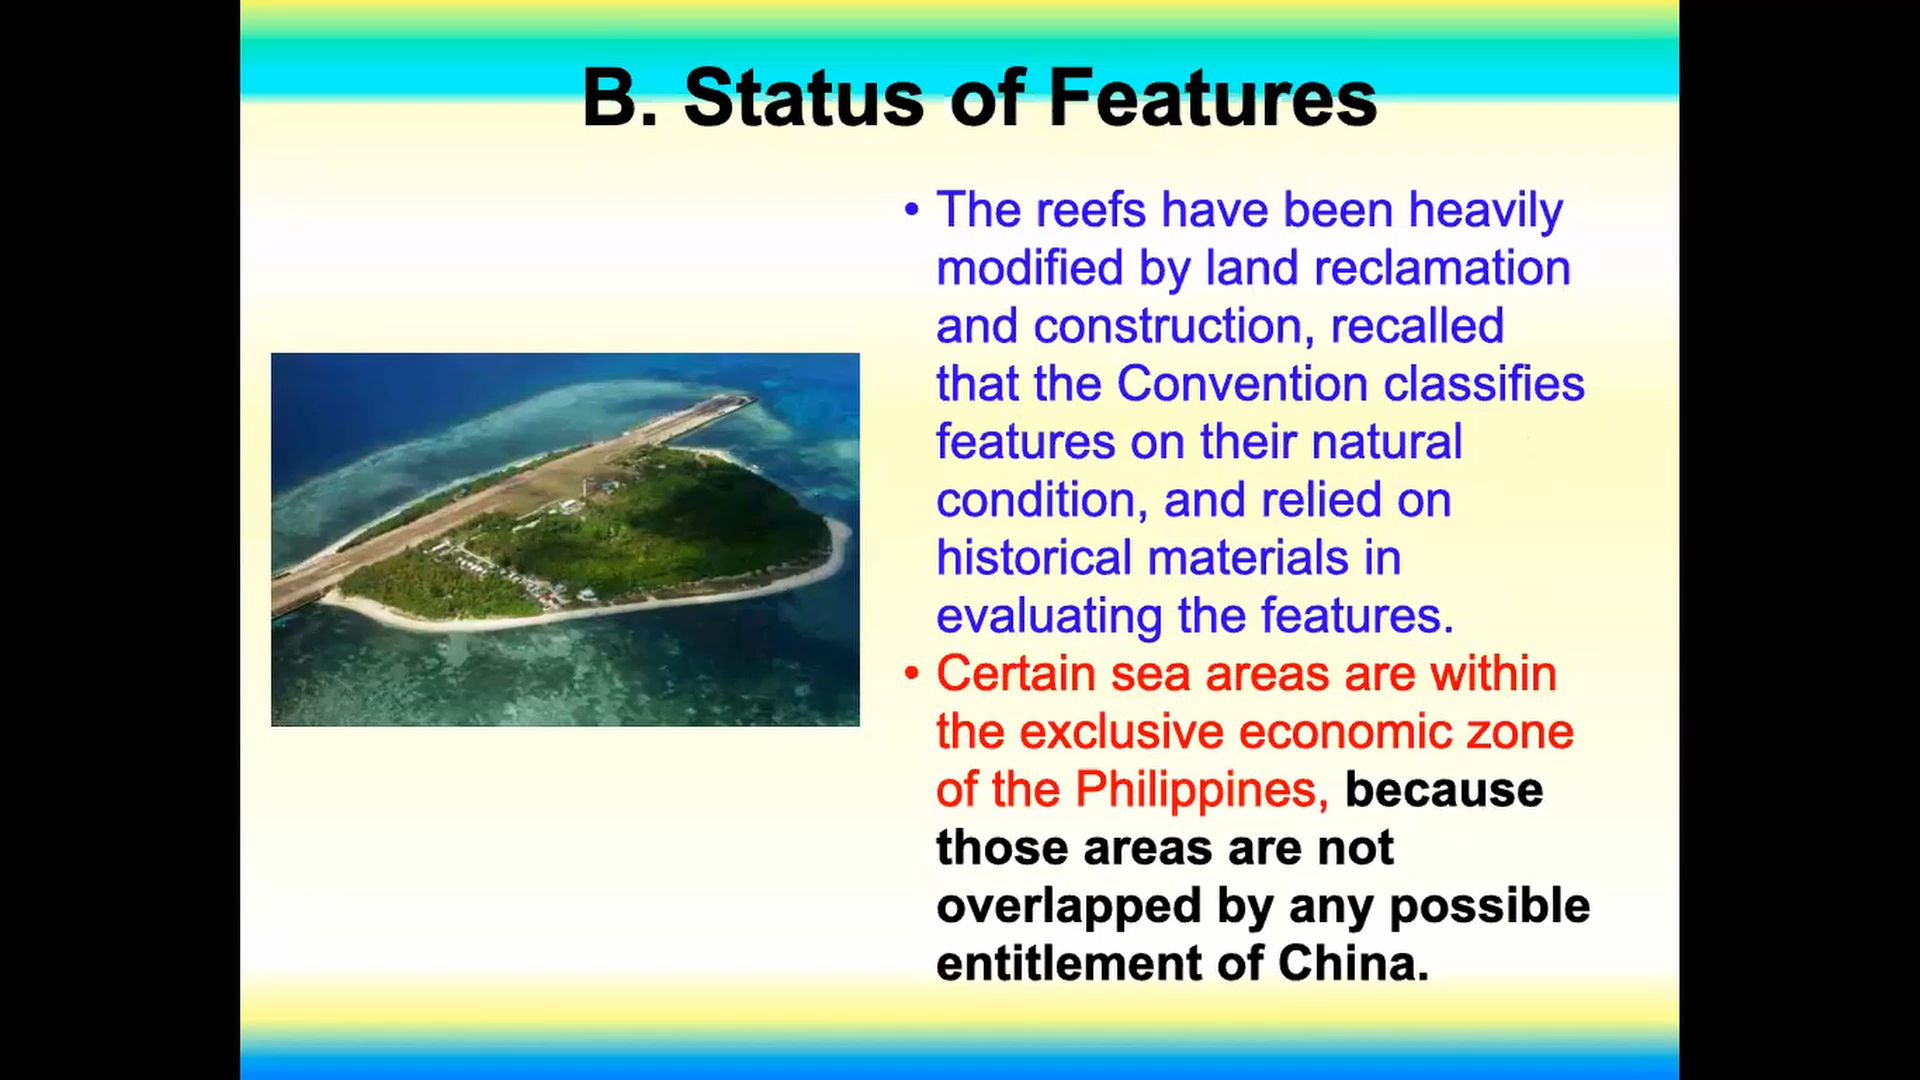 B. Status of Features
• The reefs have been heavily
modified by land reclamation
and construction, recalled
that the Convention classifies
features on their natural
condition, and relied on
historical materials in
evaluating the features.
• Certain sea areas are within
the exclusive economic zone
of the Philippines, because
those areas are not
overlapped by any possible
entitlement of China.